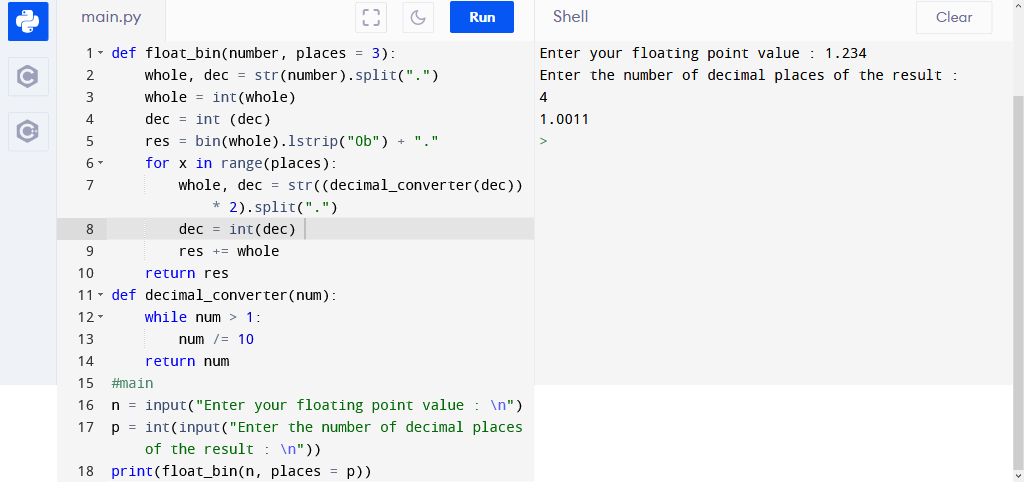 main.py
Run
Shell
Clear
1 def float_bin(number, places = 3):
2 whole, dec = str(number).split(".")
3 whole = int(whole)
4 dec = int (dec)
5 res = bin(whole).lstrip("0b") + "."
6 for x in range(places):
7 whole, dec = str((decimal_converter(dec))
* 2).split(".")
8 dec = int(dec)
9 res += whole
10 return res
11 def decimal_converter(num):
12 while num > 1:
13 num /= 10
14 return num
15 #main
16 n = input("Enter your floating point value : \n")
17 p = int(input("Enter the number of decimal places
of the result : \n"))
18 print(float_bin(n, places = p))
Enter your floating point value : 1.234
Enter the number of decimal places of the result :
4
1.0011
>